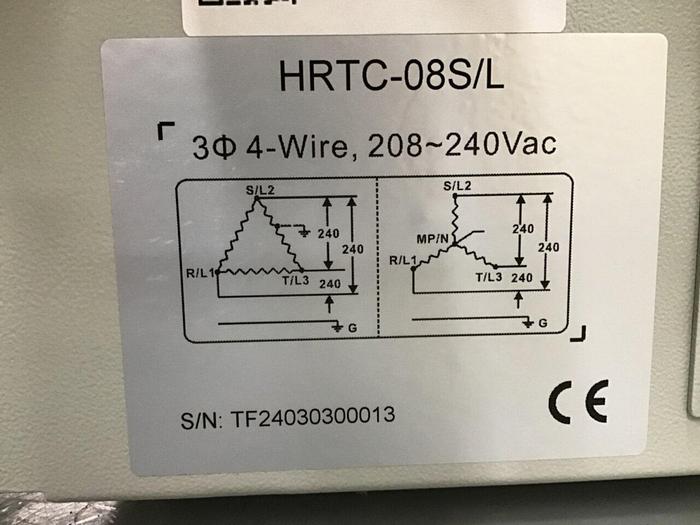 HRTC-08S/L
3Φ 4-Wire, 208~240Vac
S/L2
240
240
R/L1
T/L3
240
G
S/L2
240
MP/N
240
R/L1
T/L3
240
G
S/N: TF24030300013
CE